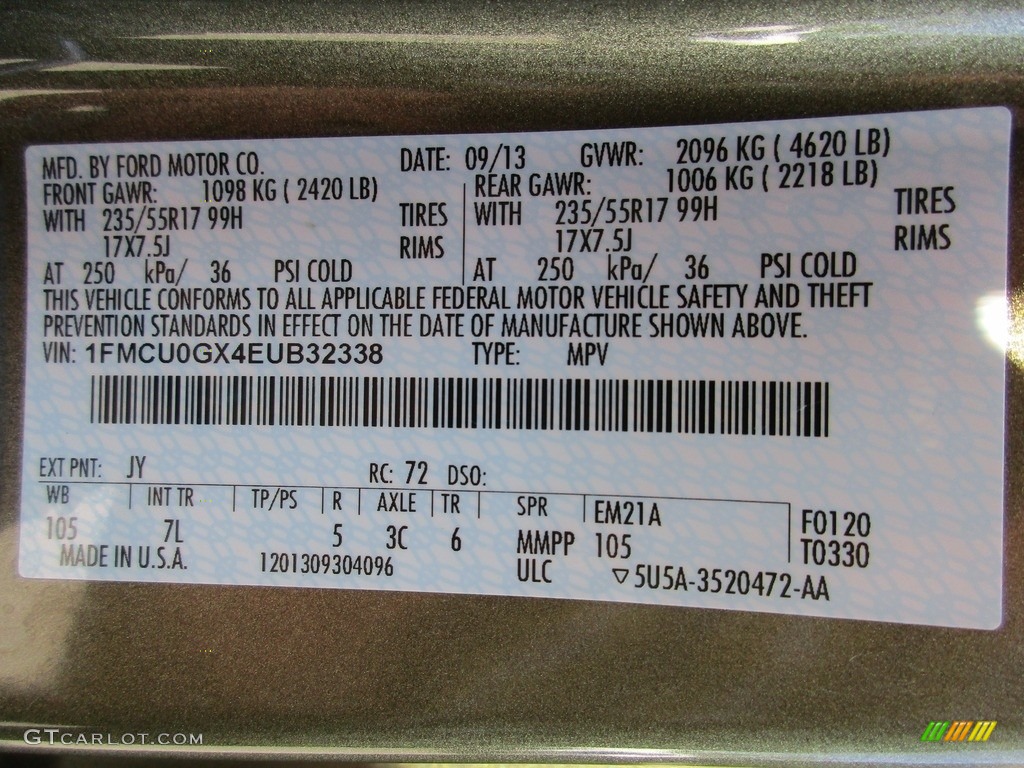 MFD. BY FORD MOTOR CO. DATE: 09/13 GVWR: 2096 KG ( 4620 LB)
FRONT GAWR: 1098 KG ( 2420 LB) REAR GAWR: 1006 KG ( 2218 LB)
WITH 235/55R17 99H TIRES WITH 235/55R17 99H TIRES
17X7.5J RIMS 17X7.5J RIMS
AT 250 kPa/ 36 PSI COLD AT 250 kPa/ 36 PSI COLD
THIS VEHICLE CONFORMS TO ALL APPLICABLE FEDERAL MOTOR VEHICLE SAFETY AND THEFT
PREVENTION STANDARDS IN EFFECT ON THE DATE OF MANUFACTURE SHOWN ABOVE.
VIN: 1FMCU0GX4EUB32338 TYPE: MPV
EXT PNT: JY RC: 72 DSO:
WB INT TR TP/PS R AXLE TR SPR EM21A F0120
105 7L 5 3C 6 MMPP 105 T0330
MADE IN U.S.A. 1201309304096 ULC ▽5U5A-3520472-AA
GTCARLOT.COM